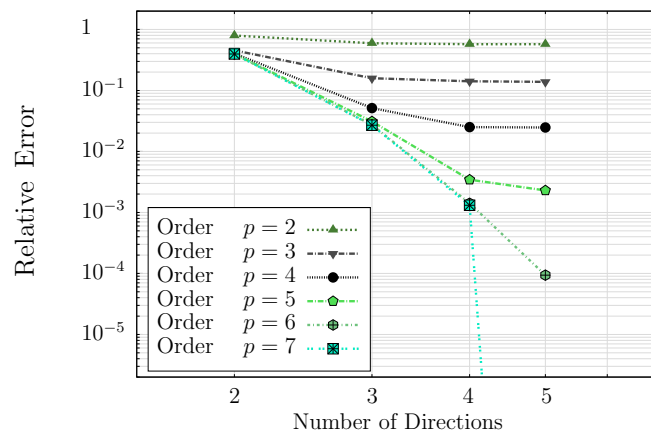 Relative Error
1
10^{-1}
10^{-2}
10^{-3}
10^{-4}
10^{-5}
Order p = 2
Order p = 3
Order p = 4
Order p = 5
Order p = 6
Order p = 7
2 3 4 5
Number of Directions